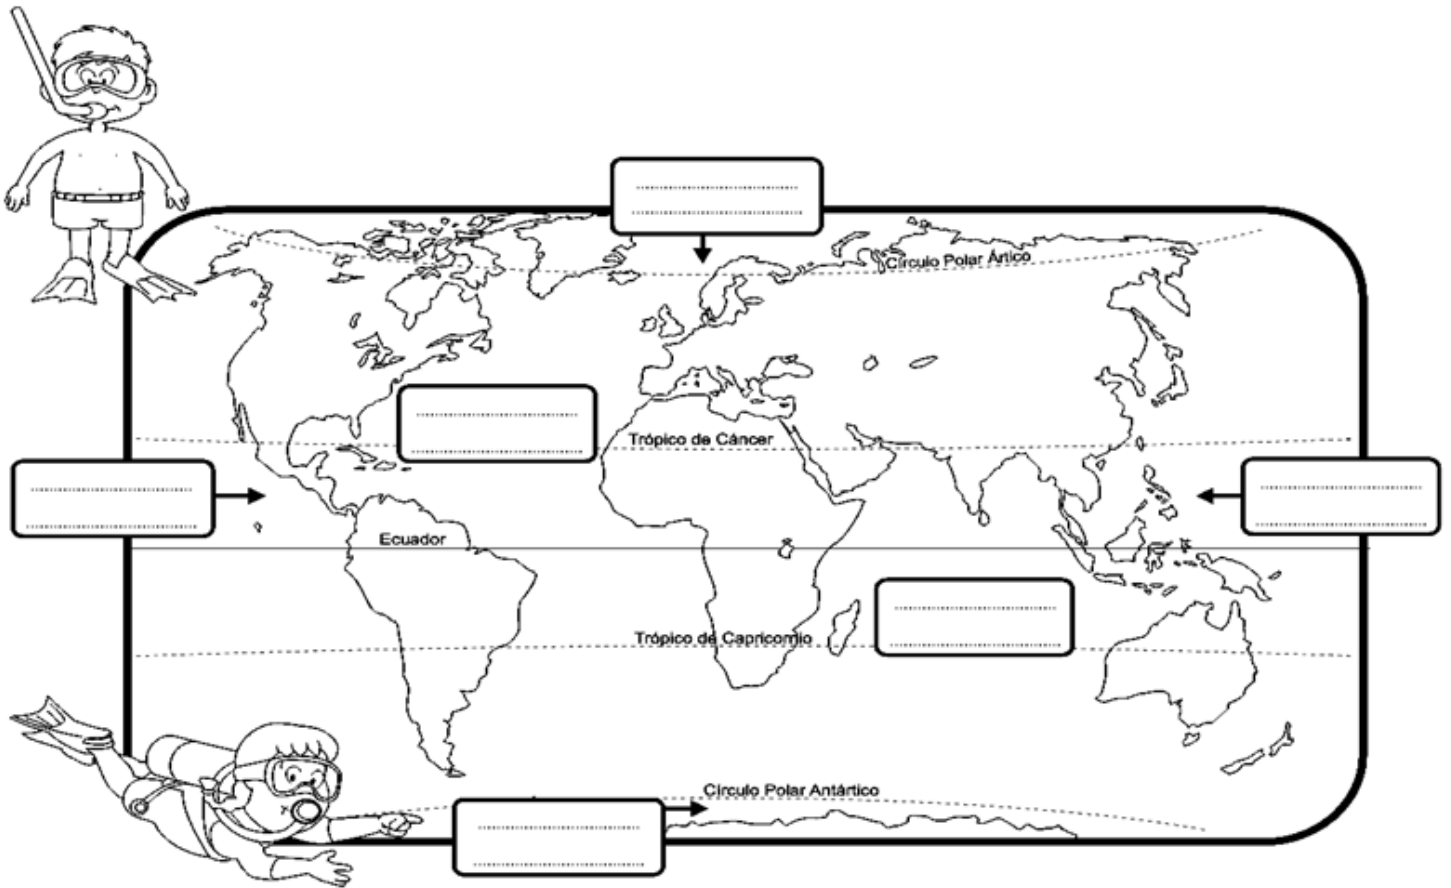 Círculo Polar Ártico
Trópico de Cáncer
Ecuador
Trópico de Capricornio
Círculo Polar Antártico